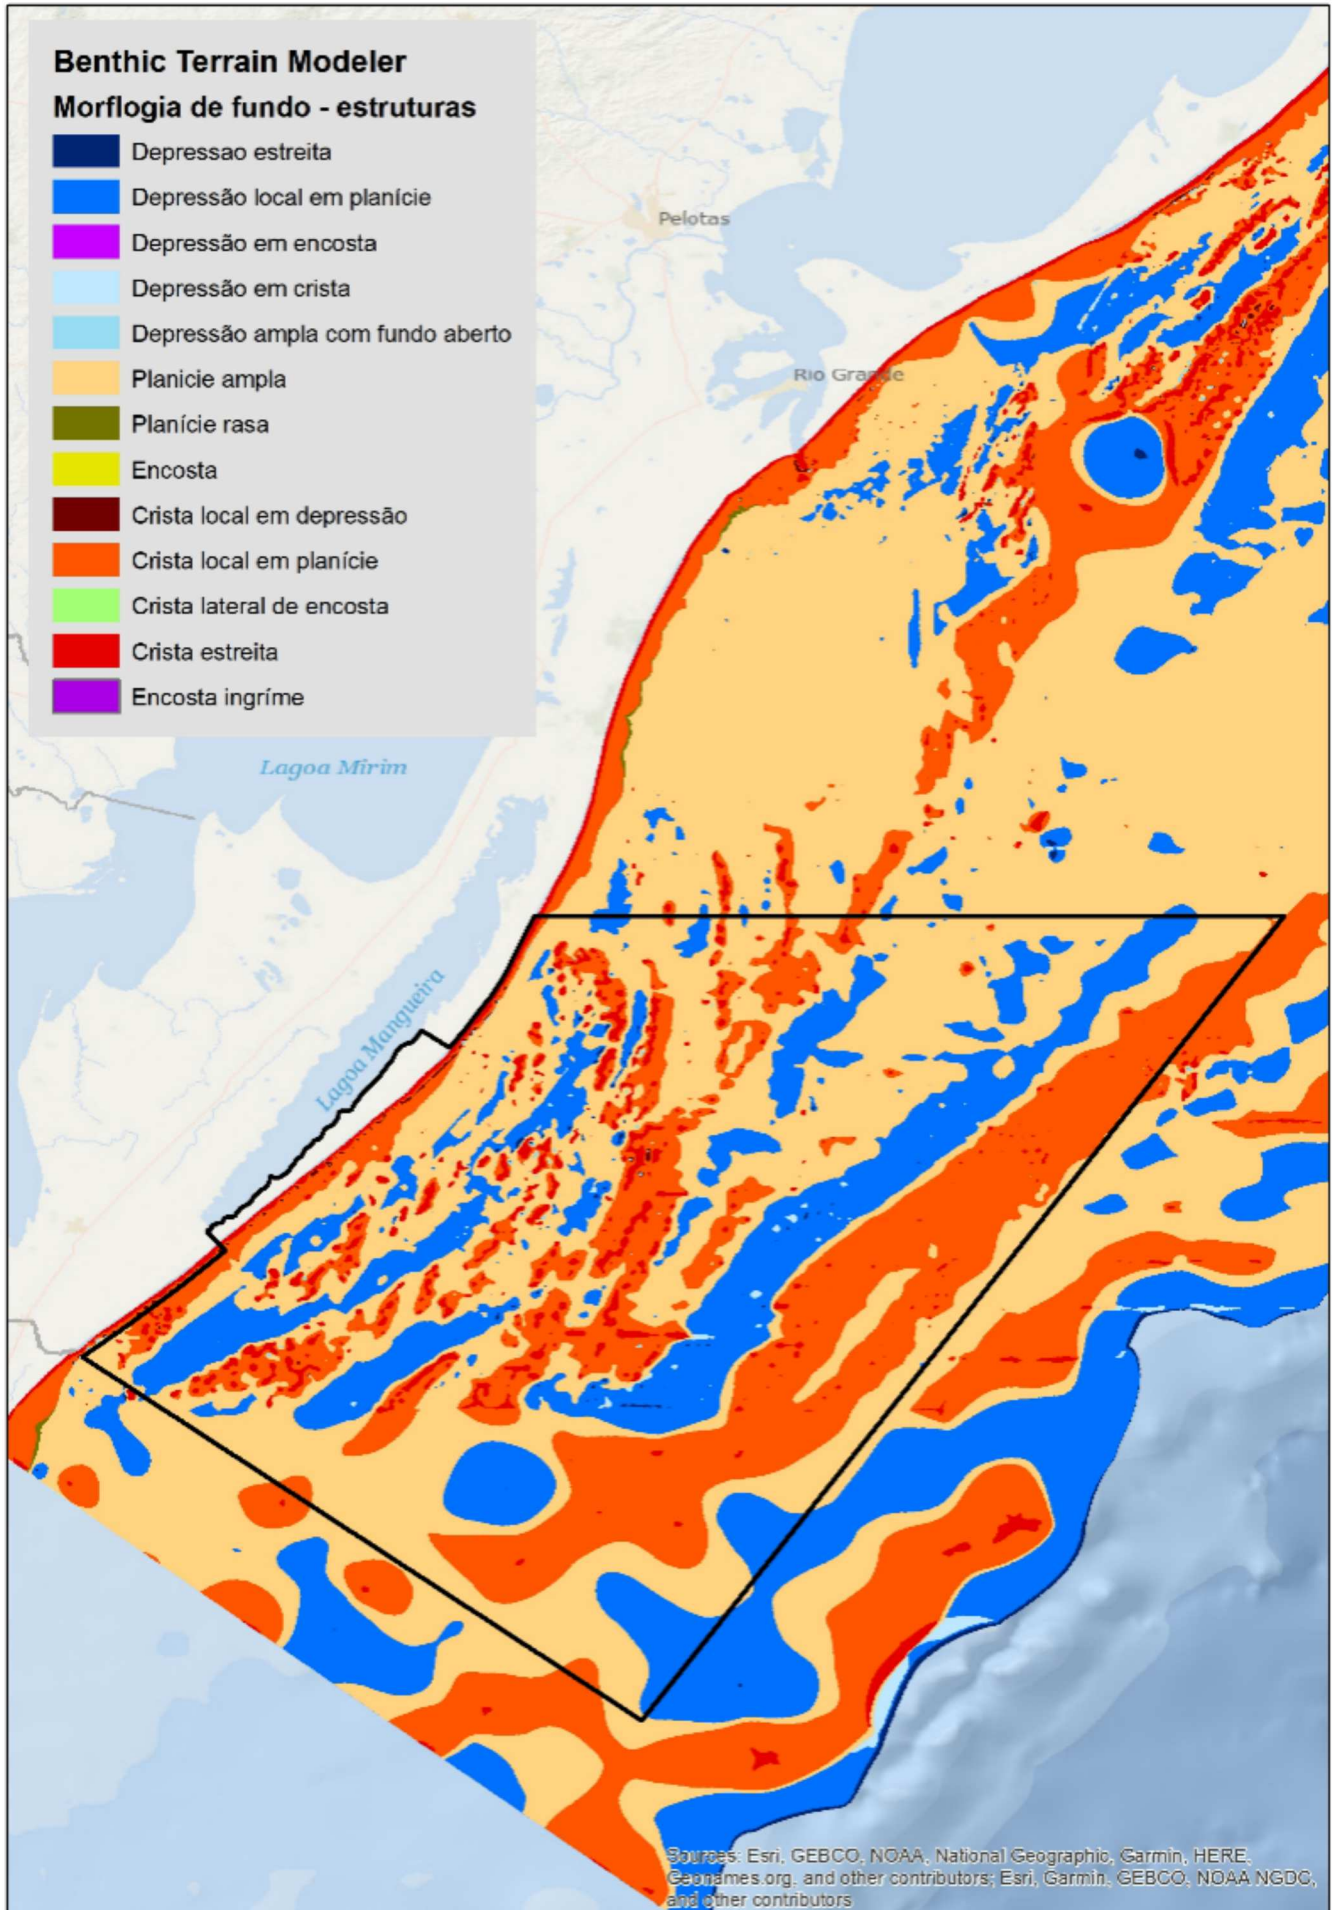 Benthic Terrain Modeler
Morflogia de fundo - estruturas
Depressao estreita
Depressão local em planície
Depressão em encosta
Depressão em crista
Depressão ampla com fundo aberto
Planicie ampla
Planície rasa
Encosta
Crista local em depressão
Crista local em planície
Crista lateral de encosta
Crista estreita
Encosta ingríme
Pelotas
Rio Grande
Lagoa Mirim
Lagoa Mangueira
Sources: Esri, GEBCO, NOAA, National Geographic, Garmin, HERE,
Geonames.org, and other contributors; Esri, Garmin, GEBCO, NOAA NGDC,
and other contributors